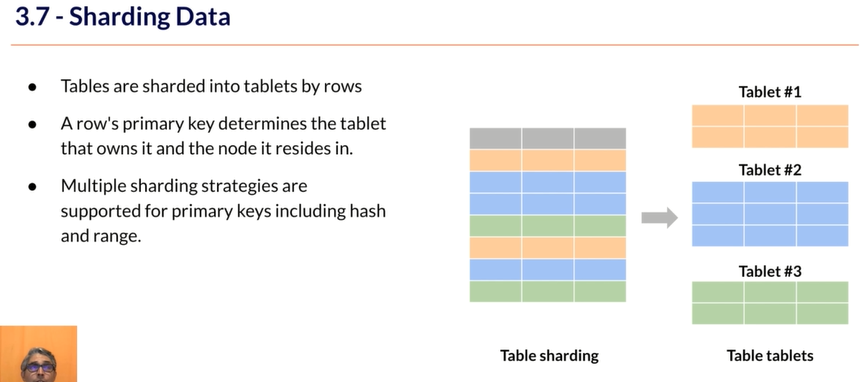 3.7 - Sharding Data
● Tables are sharded into tablets by rows
● A row's primary key determines the tablet
that owns it and the node it resides in.
● Multiple sharding strategies are
supported for primary keys including hash
and range.
Tablet #1
Tablet #2
Tablet #3
Table sharding
Table tablets